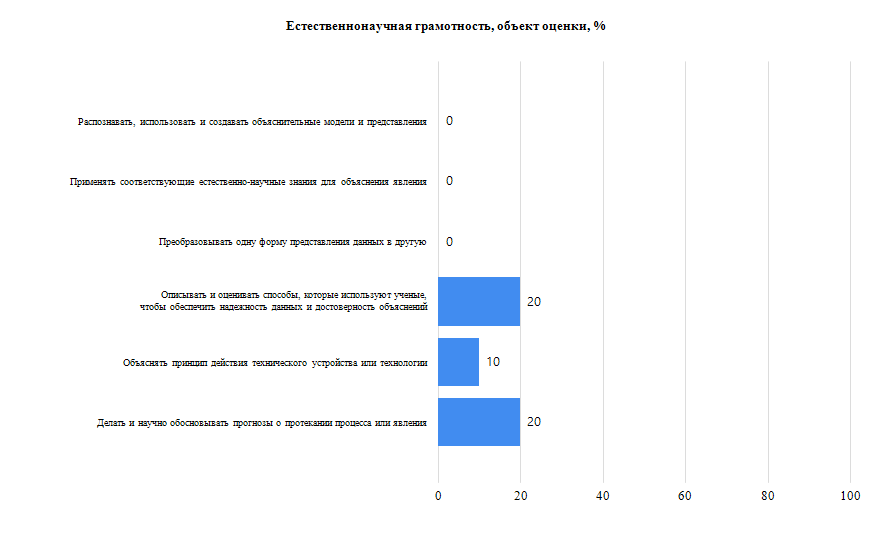 Естественнонаучная грамотность, объект оценки, %
Распознавать, использовать и создавать объяснительные модели и представления
0
Применять соответствующие естественно-научные знания для объяснения явления
0
Преобразовывать одну форму представления данных в другую
0
Описывать и оценивать способы, которые используют ученые,
чтобы обеспечить надежность данных и достоверность объяснений
20
Объяснять принцип действия технического устройства или технологии
10
Делать и научно обосновывать прогнозы о протекании процесса или явления
20
0 20 40 60 80 100